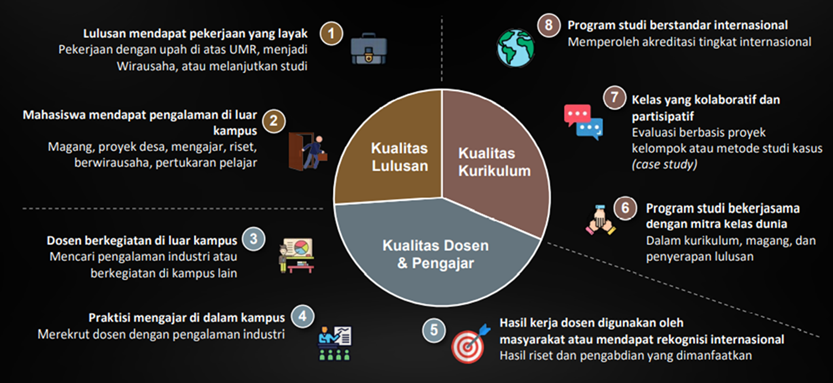 1
Lulusan mendapat pekerjaan yang layak
Pekerjaan dengan upah di atas UMR, menjadi
Wirausaha, atau melanjutkan studi
2
Mahasiswa mendapat pengalaman di luar
kampus
Magang, proyek desa, mengajar, riset,
berwirausaha, pertukaran pelajar
3
Dosen berkegiatan di luar kampus
Mencari pengalaman industri atau
berkegiatan di kampus lain
4
Praktisi mengajar di dalam kampus
Merekrut dosen dengan pengalaman industri
5
Hasil kerja dosen digunakan oleh
masyarakat atau mendapat rekognisi internasional
Hasil riset dan pengabdian yang dimanfaatkan
6
Program studi bekerjasama
dengan mitra kelas dunia
Dalam kurikulum, magang, dan
penyerapan lulusan
7
Kelas yang kolaboratif dan
partisipatif
Evaluasi berbasis proyek
kelompok atau metode studi kasus
(case study)
8
Program studi berstandar internasional
Memperoleh akreditasi tingkat internasional
Kualitas
Lulusan
Kualitas
Kurikulum
Kualitas Dosen
& Pengajar